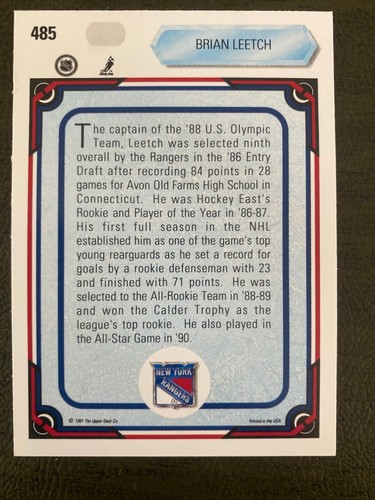 485
BRIAN LEETCH
The captain of the '88 U.S. Olympic
Team, Leetch was selected ninth
overall by the Rangers in the '86 Entry
Draft after recording 84 points in 28
games for Avon Old Farms High School in
Connecticut. He was Hockey East's
Rookie and Player of the Year in '86-87.
His first full season in the NHL
established him as one of the game's top
young rearguards as he set a record for
goals by a rookie defenseman with 23
and finished with 71 points. He was
selected to the All-Rookie Team in '88-89
and won the Calder Trophy as the
league's top rookie. He also played in
the All-Star Game in '90.
NEW YORK
RANGERS
© 1991 The Upper Deck Co.
Printed in the USA